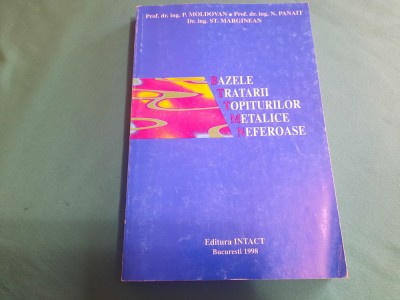 Prof. dr. ing. P. MOLDOVAN • Prof. dr. ing. N. PANAIT
Dr. ing. ST. MARGINEAN
BAZELE
TRATARII
TOPITURILOR
METALICE
NEFEROASE
Editura INTACT
Bucuresti 1998